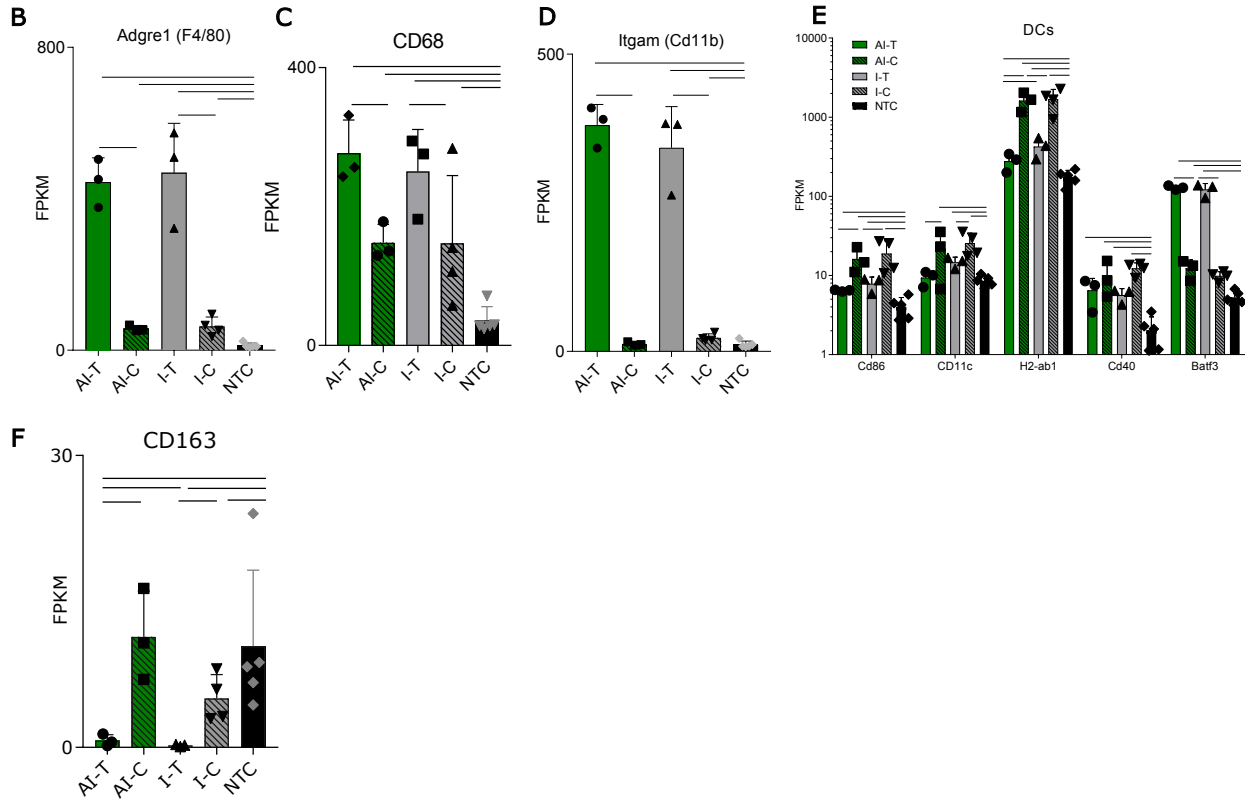 B
Adgre1 (F4/80)
800
FPKM
0
AI-T
AI-C
I-T
I-C
NTC
C
CD68
400
FPKM
0
AI-T
AI-C
I-T
I-C
NTC
D
Itgam (Cd11b)
500
FPKM
0
AI-T
AI-C
I-T
I-C
NTC
E
DCs
10000
1000
100
10
1
FPKM
AI-T
AI-C
I-T
I-C
NTC
Cd86
CD11c
H2-ab1
Cd40
Batf3
F
CD163
30
FPKM
0
AI-T
AI-C
I-T
I-C
NTC